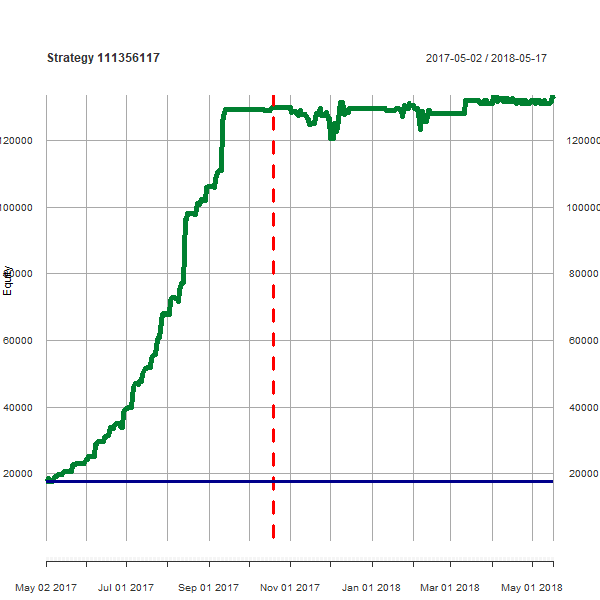 Strategy 111356117
2017-05-02 / 2018-05-17
120000
120000
100000
100000
80000
80000
Equity
60000
60000
40000
40000
20000
20000
May 02 2017
Jul 01 2017
Sep 01 2017
Nov 01 2017
Jan 01 2018
Mar 01 2018
May 01 2018